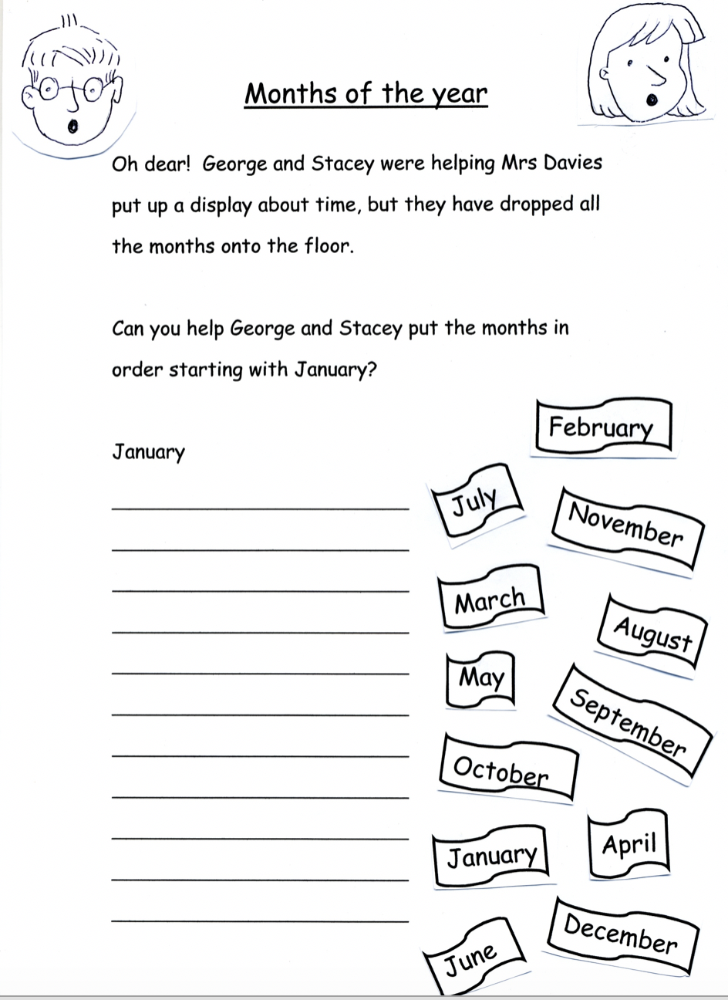 Months of the year
Oh dear!  George and Stacey were helping Mrs Davies
put up a display about time, but they have dropped all
the months onto the floor.
Can you help George and Stacey put the months in
order starting with January?
January
February
July
November
March
August
May
September
October
April
January
December
June